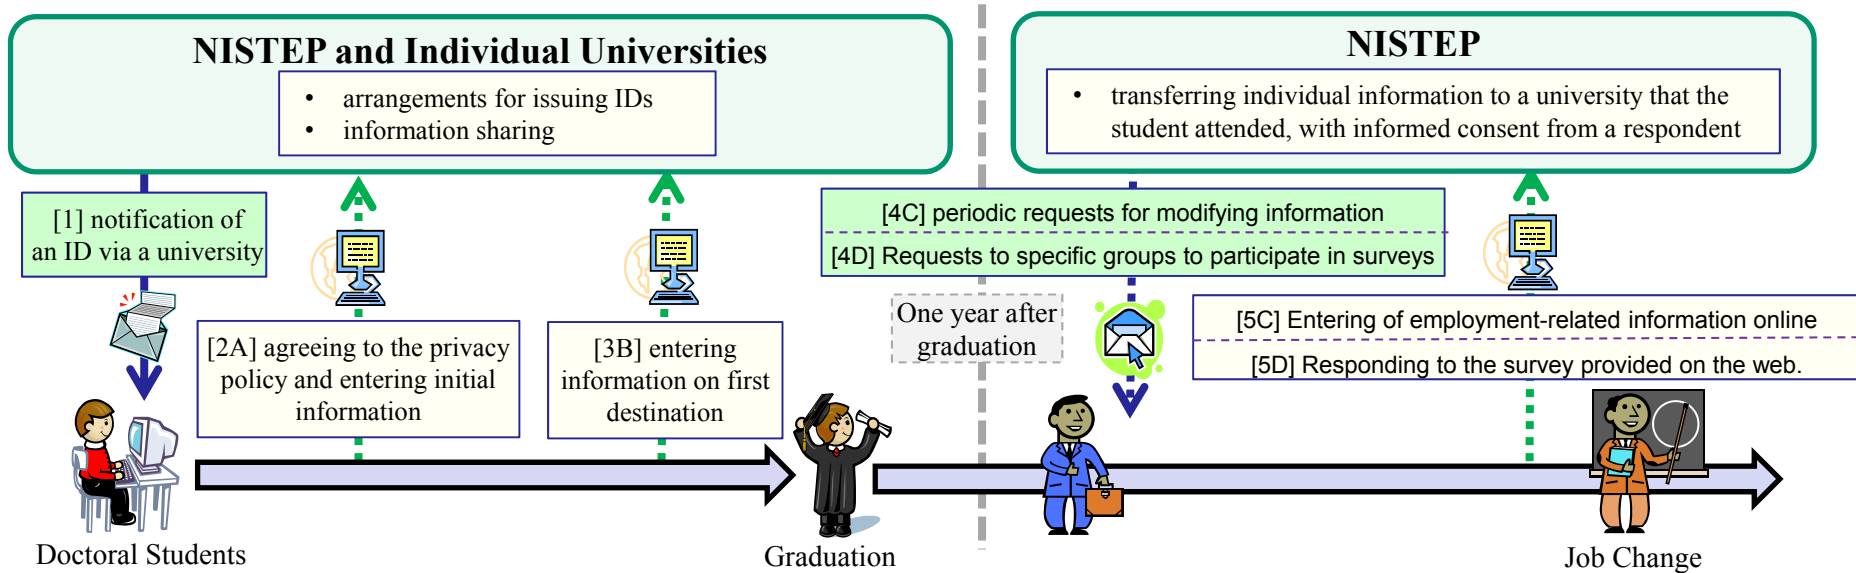 NISTEP and Individual Universities
• arrangements for issuing IDs
• information sharing
NISTEP
• transferring individual information to a university that the
student attended, with informed consent from a respondent
[1] notification of
an ID via a university
[2A] agreeing to the privacy
policy and entering initial
information
[3B] entering
information on first
destination
[4C] periodic requests for modifying information
[4D] Requests to specific groups to participate in surveys
One year after
graduation
[5C] Entering of employment-related information online
[5D] Responding to the survey provided on the web.
Doctoral Students
Graduation
Job Change